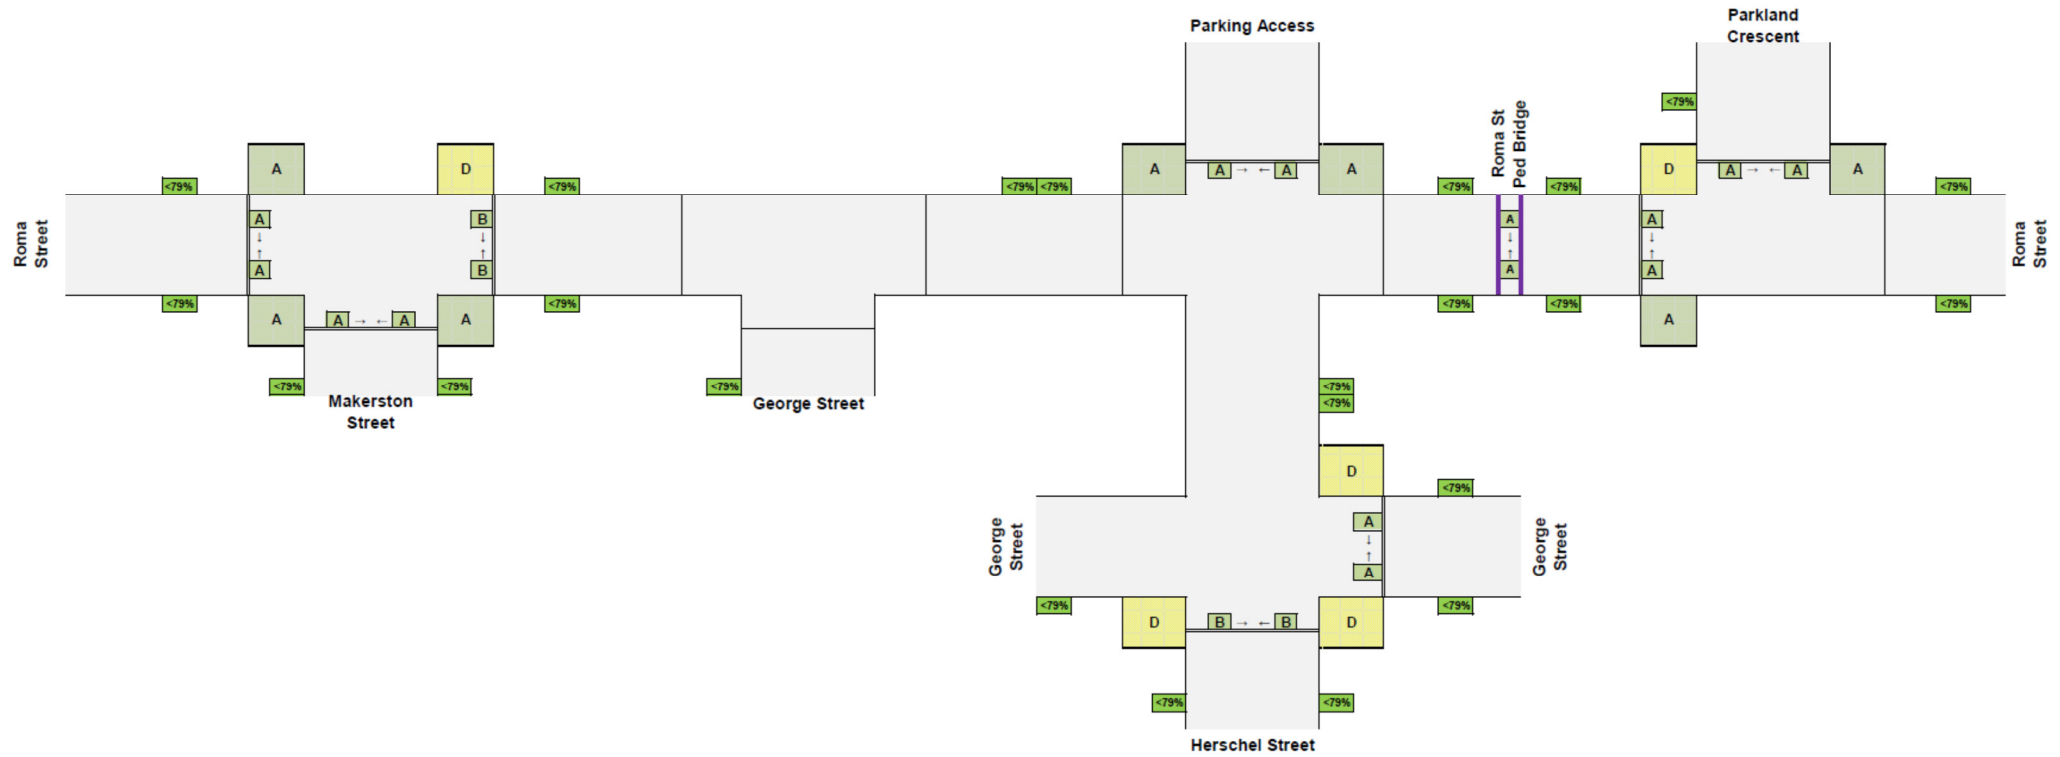 Parking Access
Parkland
Crescent
<79%
Roma St
Ped Bridge
A
D
A
A
A → ← A
D
A → ← A
A
<79%
<79%
<79% <79%
<79%
<79%
<79%
Roma
Street
A
↓
↑
A
B
↓
↑
B
A
↓
↑
A
A
↓
↑
A
Roma
Street
<79%
<79%
<79%
<79%
<79%
A
A → ← A
A
A
<79%
<79%
Makerston
Street
<79%
George Street
<79%
<79%
D
<79%
George
Street
A
↓
↑
A
George
Street
<79%
<79%
D
B → ← B
D
<79%
<79%
Herschel Street